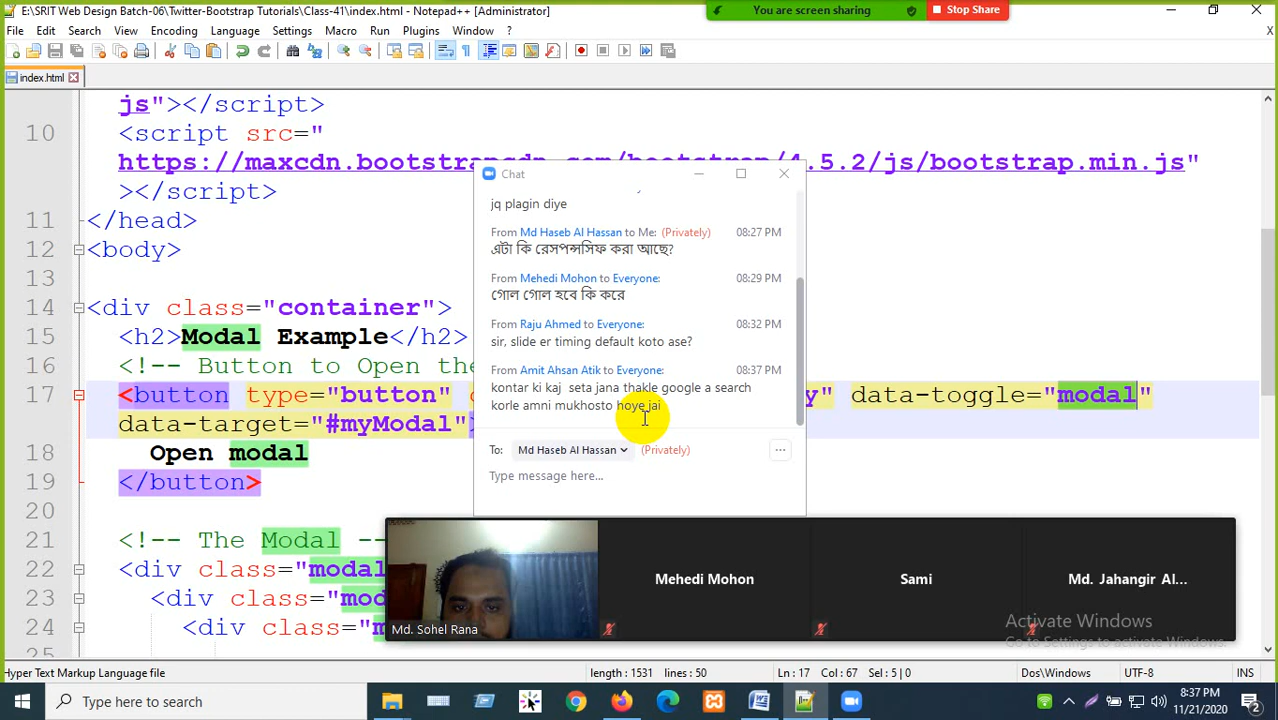 E:\SRIT Web Design Batch-06\Twitter-Bootstrap Tutorials\Class-41\index.html - Notepad++ [Administrator]
You are screen sharing
Stop Share
File Edit Search View Encoding Language Settings Macro Run Plugins Window ?
X
index.html
js"></script>
10 <script src="
https://maxcdn.bootstrapcdn.com/bootstrap/4.5.2/js/bootstrap.min.js"
></script>
11 </head>
12 <body>
13
14 <div class="container">
15 <h2>Modal Example</h2>
16 <!-- Button to Open the
17 <button type="button" y" data-toggle="modal"
data-target="#myModal"
18 Open modal
19 </button>
20
21 <!-- The Modal --
22 <div class="modal
23 <div class="mod
24 <div class="m
25
Chat
jq plagin diye
From Md Haseb Al Hassan to Me: (Privately) 08:27 PM
এটা কি রেসপন্সসিফ করা আছে?
From Mehedi Mohon to Everyone: 08:29 PM
গোল গোল হবে কি করে
From Raju Ahmed to Everyone: 08:32 PM
sir, slide er timing default koto ase?
From Amit Ahsan Atik to Everyone: 08:37 PM
kontar ki kaj seta jana thakle google a search
korle amni mukhosto hoye jai
To: Md Haseb Al Hassan (Privately)
Type message here...
Md. Sohel Rana
Mehedi Mohon
Sami
Md. Jahangir Al...
Activate Windows
Go to Settings to activate Windows.
Hyper Text Markup Language file length : 1531 lines : 50 Ln : 17 Col : 67 Sel : 5 | 0 Dos\Windows UTF-8 INS
Type here to search
8:37 PM
11/21/2020
2